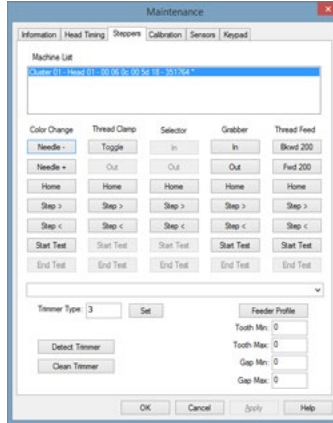 Maintenance
Information Head Timing Steppers Calibration Sensors Keypad
Machine List
Cluster 01 - Head 01 - 00 06 0c 00 5d 18 - 351764 *
Color Change Thread Clamp Selector Grabber Thread Feed
Needle - Toggle In In Bkwd 200
Needle + Out Out Out Fwd 200
Home Home Home Home Home
Step > Step > Step > Step > Step >
Step < Step < Step < Step < Step <
Start Test Start Test Start Test Start Test Start Test
End Test End Test End Test End Test End Test
Trimmer Type: 3 Set Feeder Profile
Tooth Min: 0
Detect Trimmer Tooth Max: 0
Clean Trimmer Gap Min: 0
Gap Max: 0
OK Cancel Apply Help